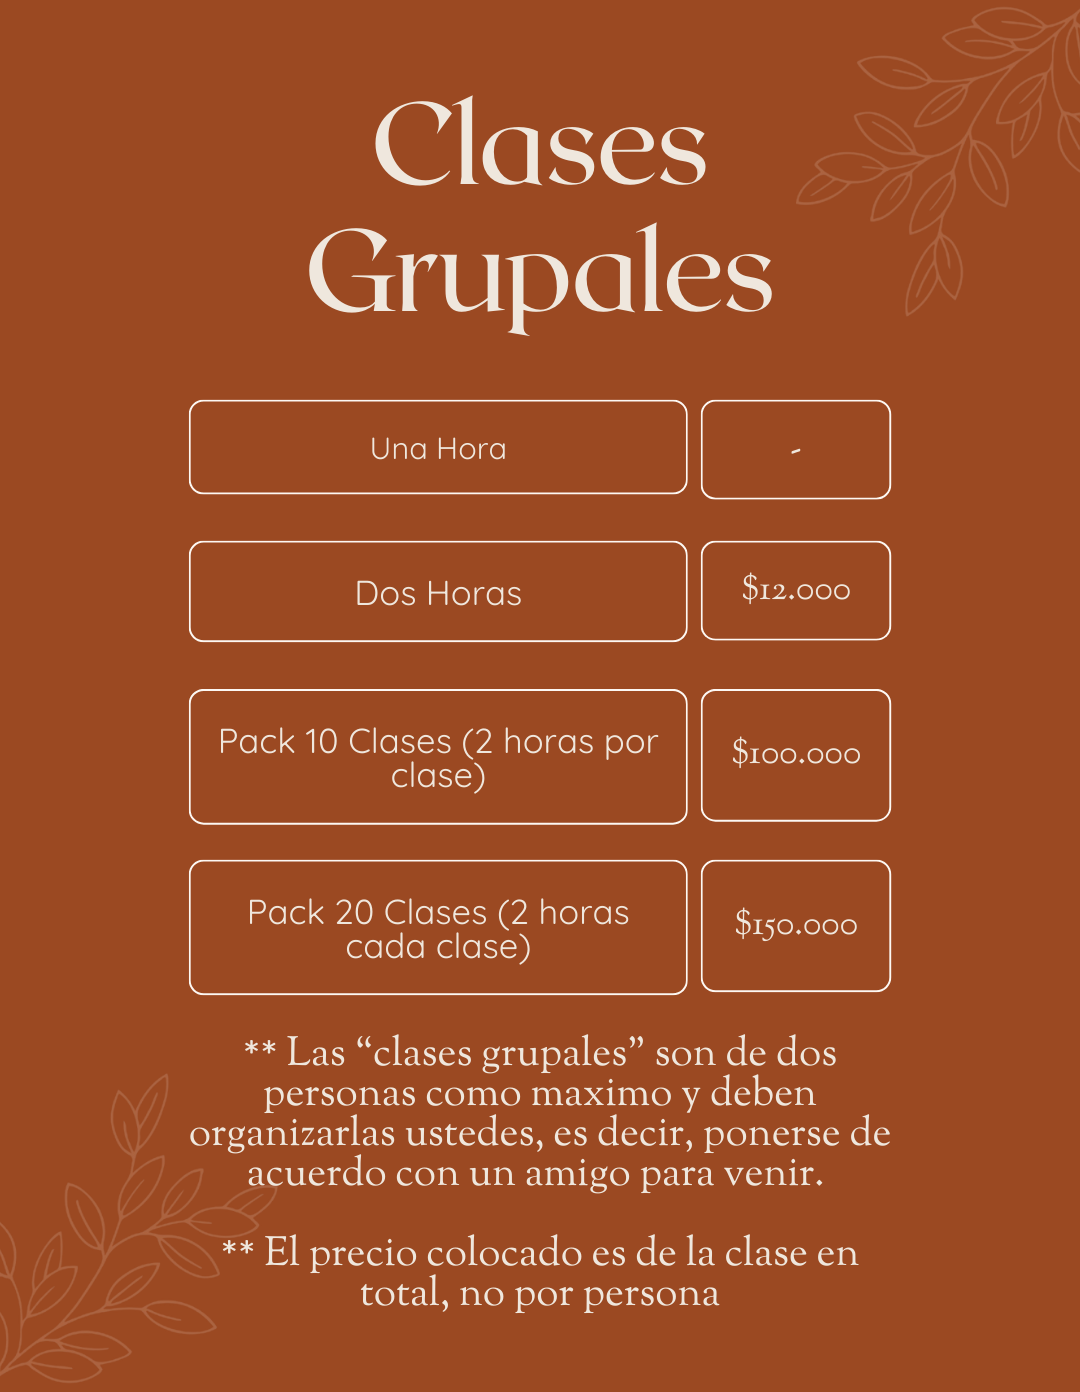 Clases
Grupales
Una Hora
-
Dos Horas
$12.000
Pack 10 Clases (2 horas por
clase)
$100.000
Pack 20 Clases (2 horas
cada clase)
$150.000
** Las “clases grupales” son de dos
personas como maximo y deben
organizarlas ustedes, es decir, ponerse de
acuerdo con un amigo para venir.
** El precio colocado es de la clase en
total, no por persona